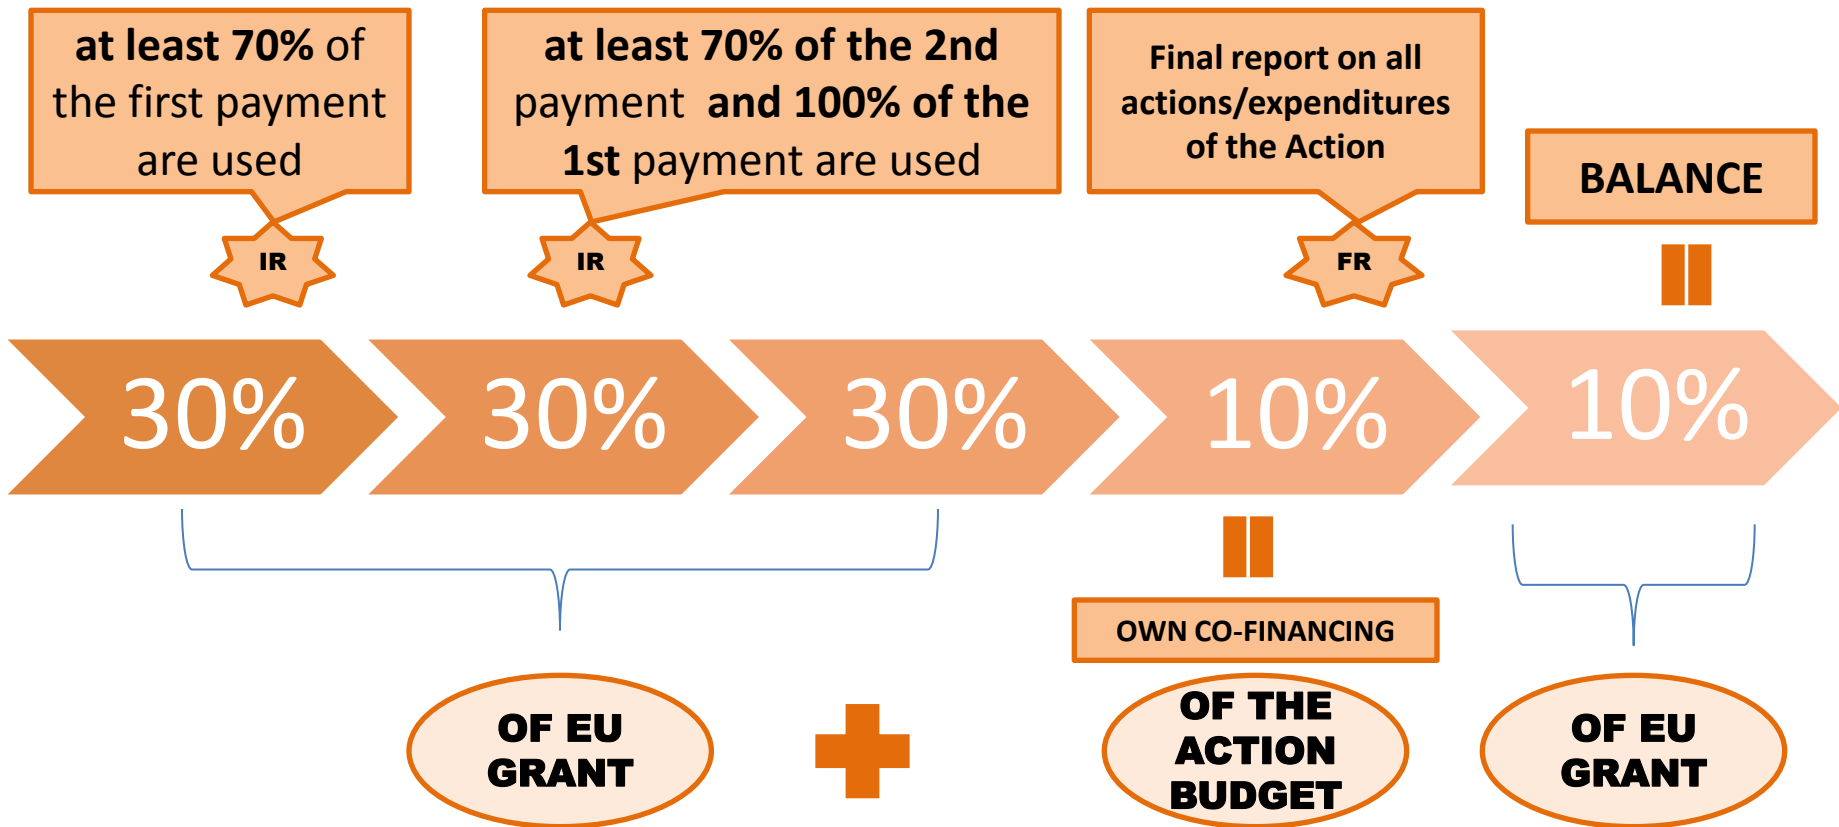 at least 70% of
the first payment
are used
at least 70% of the 2nd
payment and 100% of the
1st payment are used
Final report on all
actions/expenditures
of the Action
BALANCE
IR
IR
FR
30%
30%
30%
10%
10%
OWN CO-FINANCING
OF EU
GRANT
OF THE
ACTION
BUDGET
OF EU
GRANT